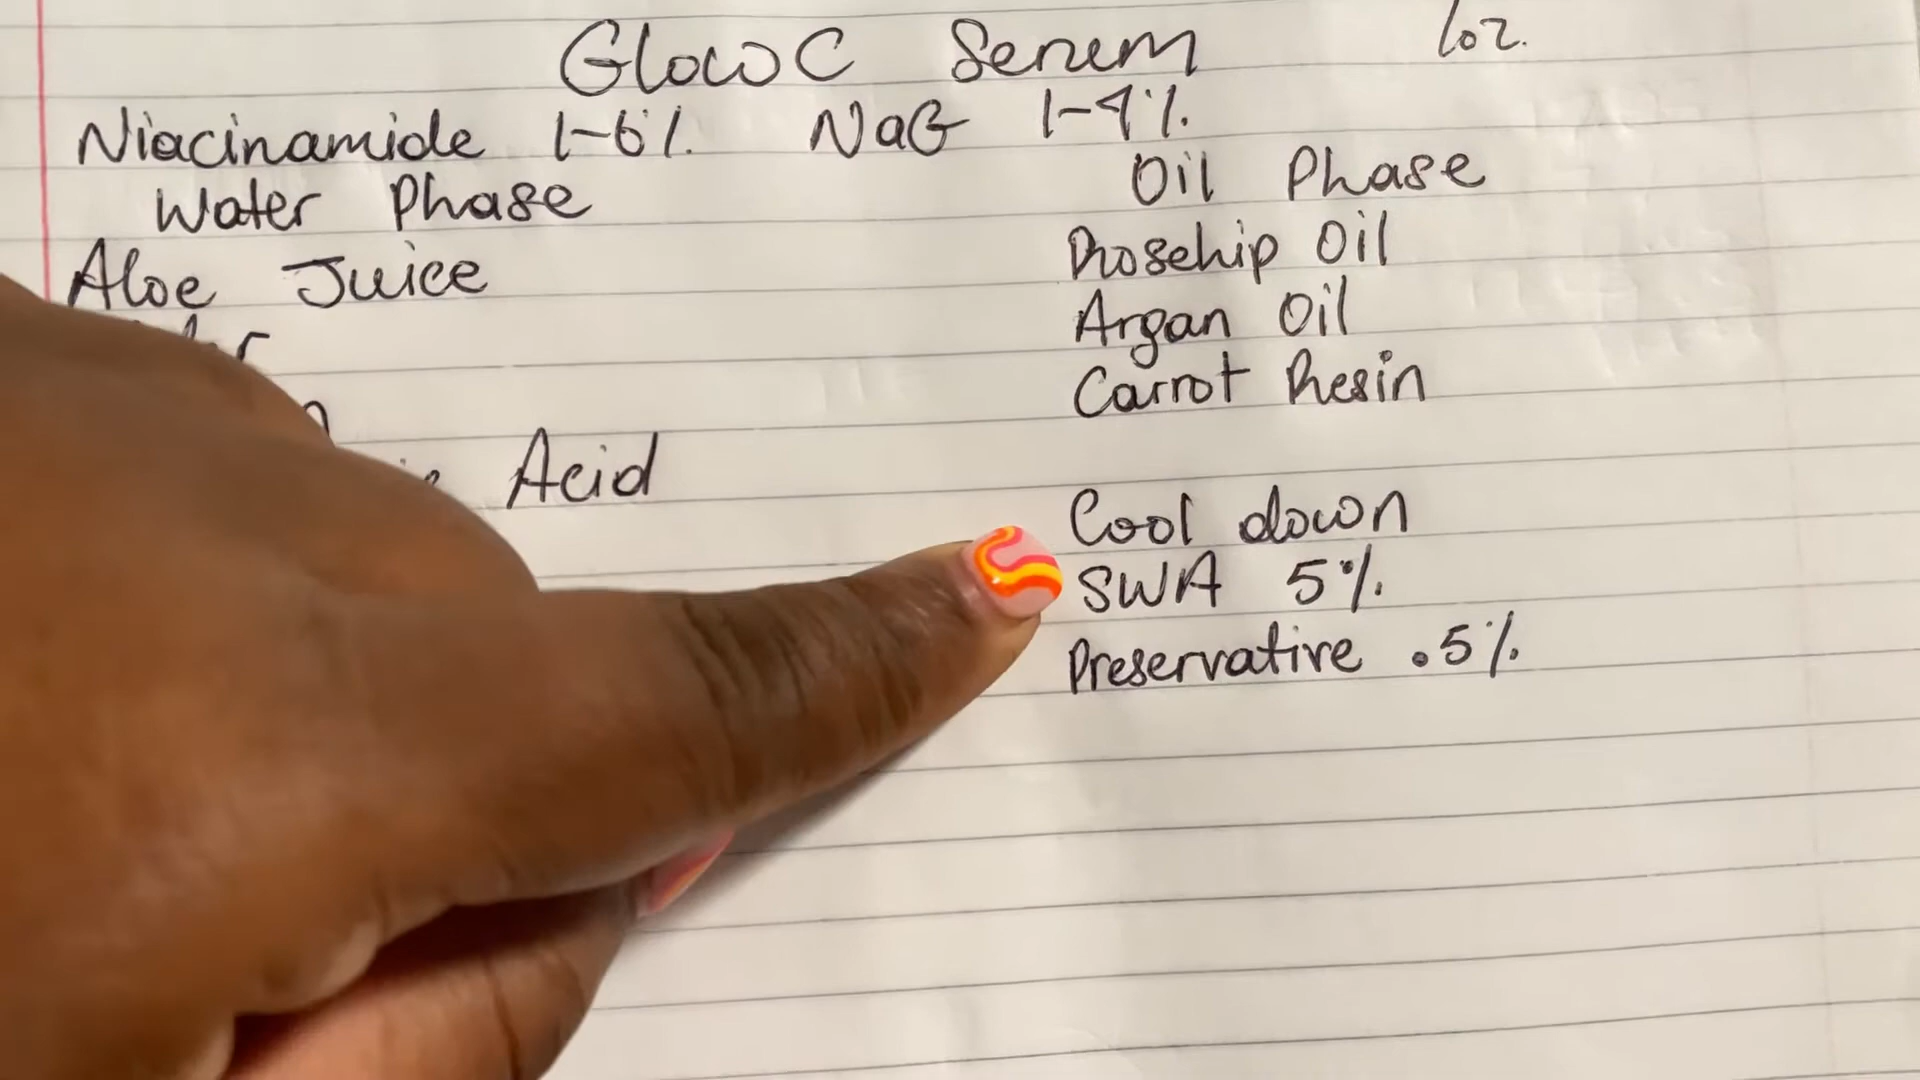 Glow C Serum 1oz.
Niacinamide 1-6% NaG 1-4%
Water Phase
Aloe Juice
Acid
Oil Phase
Rosehip Oil
Argan Oil
Carrot Resin
Cool down
SWA 5%
Preservative .5%